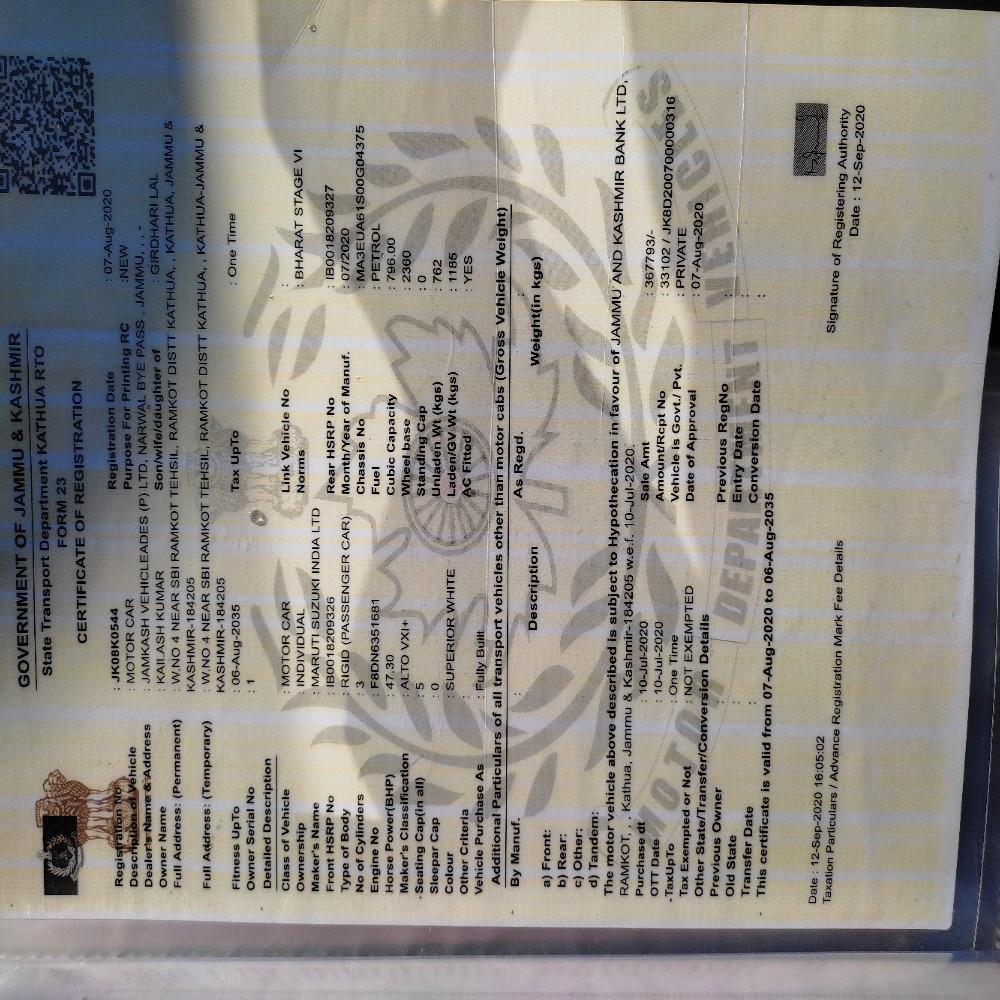 GOVERNMENT OF JAMMU & KASHMIR
State Transport Department KATHUA RTO
FORM 23
CERTIFICATE OF REGISTRATION
Registration No : JK08K0544 Registration Date : 07-Aug-2020
Description of Vehicle : MOTOR CAR Purpose For Printing RC : NEW
Dealer's Name & Address : JAMKASH VEHICLEADES (P) LTD, NARWAL BYE PASS , JAMMU, , ,-
Owner Name : KAILASH KUMAR Son/wife/daughter of : GIRDHARI LAL
Full Address: (Permanent) : W.NO 4 NEAR SBI RAMKOT TEHSIL, RAMKOT DISTT KATHUA, , KATHUA, JAMMU &
KASHMIR-184205
Full Address: (Temporary) : W.NO 4 NEAR SBI RAMKOT TEHSIL, RAMKOT DISTT KATHUA, , KATHUA-JAMMU &
KASHMIR-184205
Fitness UpTo : 06-Aug-2035 Tax UpTo : One Time
Owner Serial No : 1
Detailed Description
Class of Vehicle : MOTOR CAR Link Vehicle No :
Ownership : INDIVIDUAL Norms : BHARAT STAGE VI
Maker's Name : MARUTI SUZUKI INDIA LTD
Front HSRP No : IB0018209326 Rear HSRP No : IB0018209327
Type of Body : RIGID (PASSENGER CAR) Month/Year of Manuf. : 07/2020
No of Cylinders : 3 Chassis No : MA3EUA61S00G04375
Engine No : F8DN6351681 Fuel : PETROL
Horse Power(BHP) : 47.30 Cubic Capacity : 796.00
Maker's Classification : ALTO VXI+ Wheel base : 2360
Seating Cap(in all) : 5 Standing Cap : 0
Sleepar Cap : 0 Unladen Wt (kgs) : 762
Colour : SUPERIOR WHITE Laden/GV Wt (kgs) : 1185
Other Criteria : AC Fitted : YES
Vehicle Purchase As : Fully Built
Additional Particulars of all transport vehicles other than motor cabs (Gross Vehicle Weight)
By Manuf. : As Regd. :
Description Weight(in kgs)
a) Front:
b) Rear:
c) Other:
d) Tandem:
The motor vehicle above described is subject to Hypothecation in favour of JAMMU AND KASHMIR BANK LTD,
RAMKOT, , , Kathua, Jammu & Kashmir-184205 w.e.f. 10-Jul-2020.
Purchase dt : 10-Jul-2020 Sale Amt : 367793/-
OTT Date : 10-Jul-2020 Amount/Rcpt No : 33102 / JK8D200700000316
TaxUpTo : One Time Vehicle is Govt./ Pvt. : PRIVATE
Tax Exempted or Not : NOT EXEMPTED Date of Approval : 07-Aug-2020
Other State/Transfer/Conversion Details
Previous Owner : Previous RegNo :
Old State : Entry Date :
Transfer Date : Conversion Date :
This certificate is valid from 07-Aug-2020 to 06-Aug-2035
Signature of Registering Authority
Date : 12-Sep-2020
Date : 12-Sep-2020 16:05:02
Taxation Particulars / Advance Registration Mark Fee Details